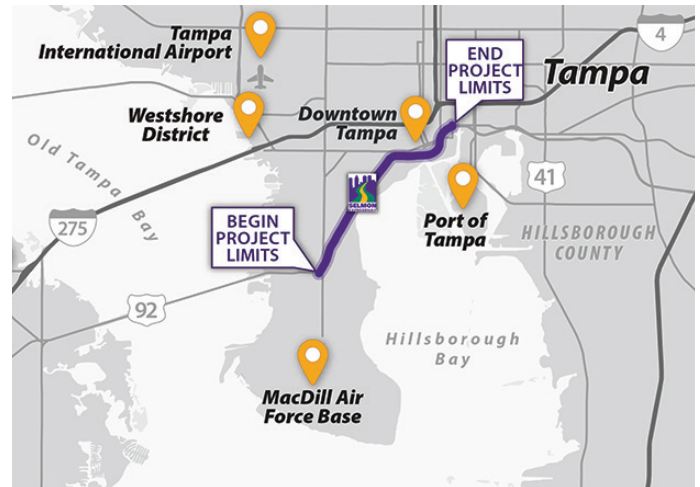 Tampa
International Airport
4
END
PROJECT
LIMITS
Tampa
Westshore
District
Downtown
Tampa
Old Tampa Bay
SELMON
41
Port of
Tampa
HILLSBOROUGH
COUNTY
275
BEGIN
PROJECT
LIMITS
92
Hillsborough
Bay
MacDill Air
Force Base